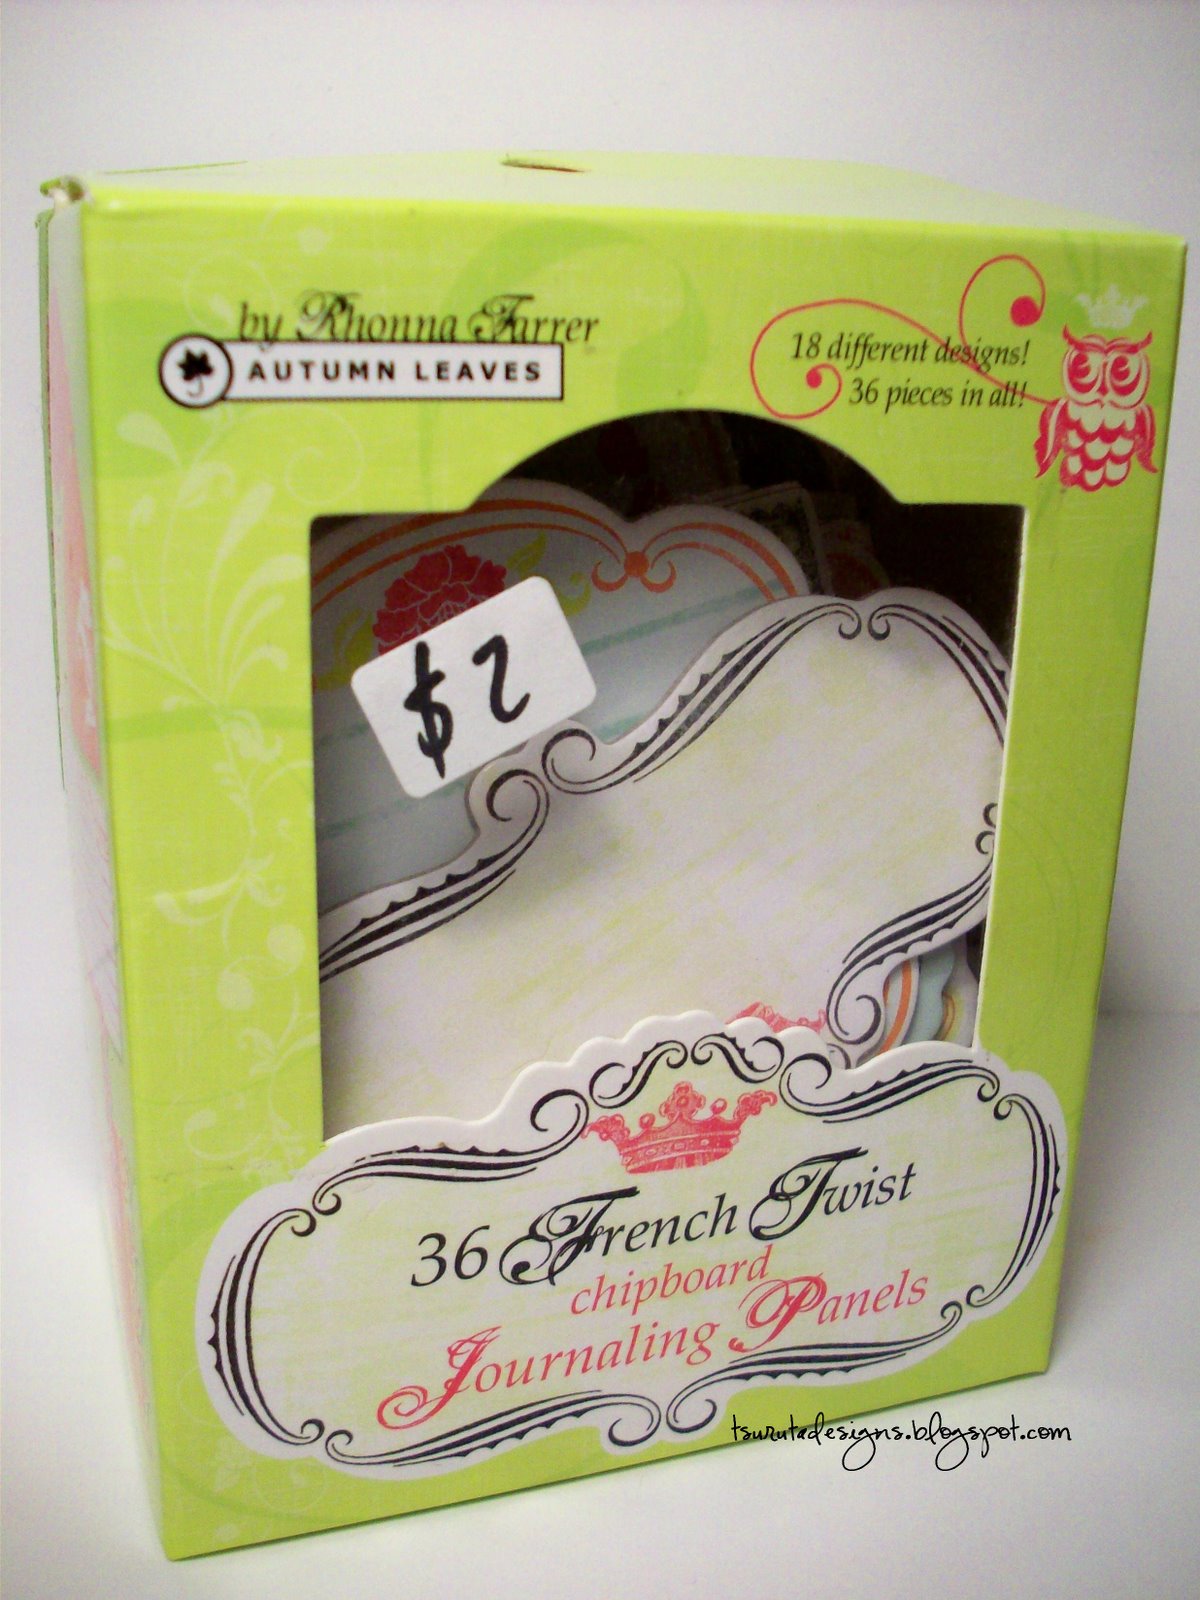 by Rhonna Farrer
AUTUMN LEAVES
18 different designs!
36 pieces in all!
$2
36 French Twist
chipboard
Journaling Panels
tsurutadesigns.blogspot.com